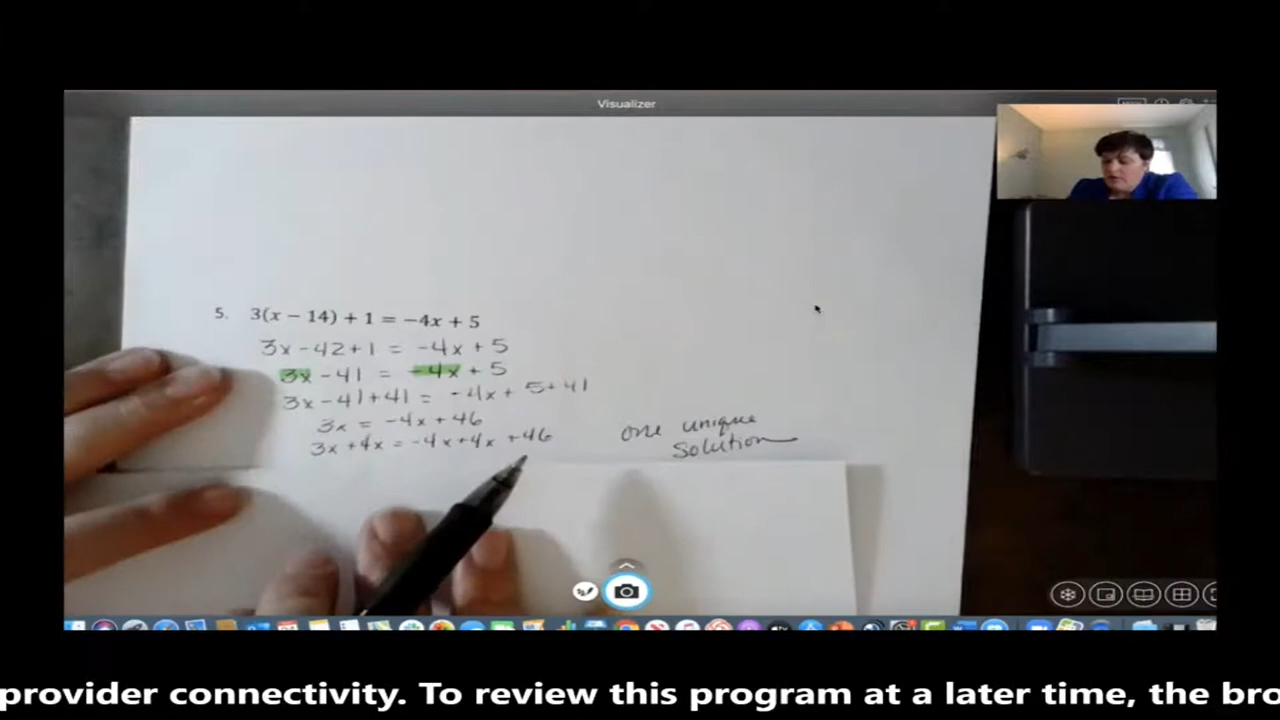 Visualizer
5. 3(x − 14) + 1 = −4x + 5
3x - 42 + 1 = -4x + 5
3x - 41 = -4x + 5
3x - 41 + 41 = -4x + 5 + 41
3x = -4x + 46
3x + 4x = -4x + 4x + 46
one unique
solution
provider connectivity. To review this program at a later time, the bro